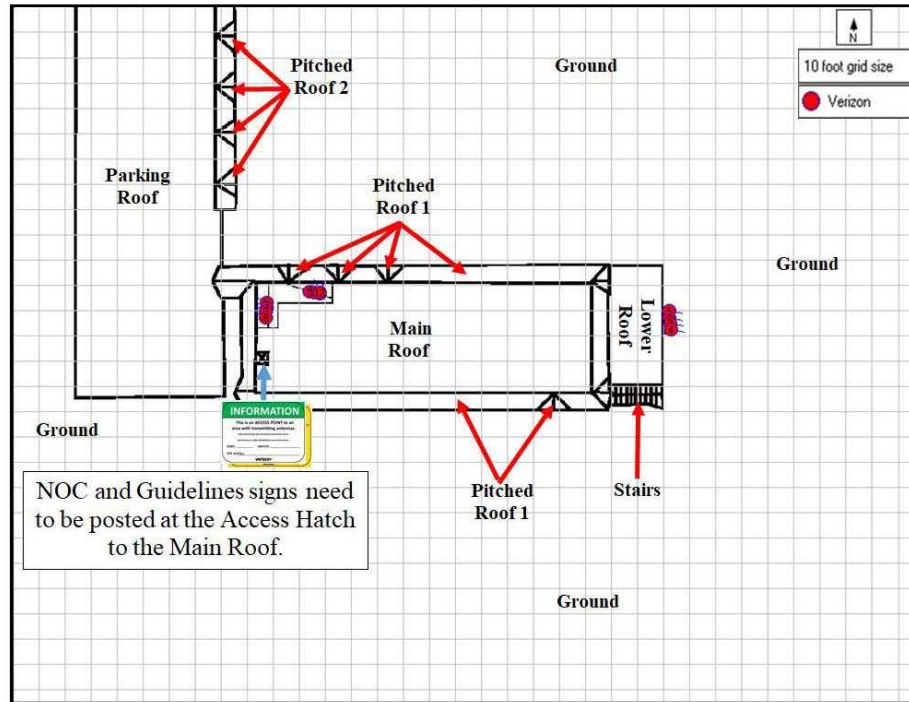 N
10 foot grid size
Verizon
Pitched
Roof 2
Ground
Parking
Roof
Pitched
Roof 1
Ground
Main
Roof
Lower
Roof
INFORMATION
This is an ACCESS POINT to an
area with transmitting antennas.
verizon
Ground
Pitched
Roof 1
Stairs
NOC and Guidelines signs need
to be posted at the Access Hatch
to the Main Roof.
Ground